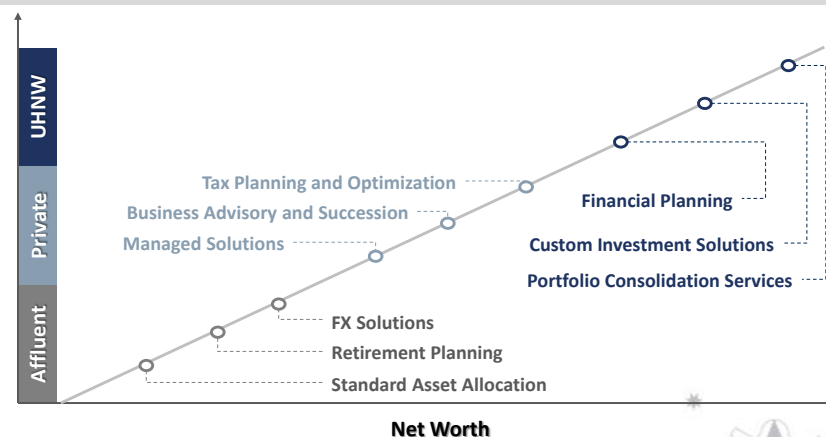 UHNW
Private
Affluent
Tax Planning and Optimization
Business Advisory and Succession
Managed Solutions
Financial Planning
Custom Investment Solutions
Portfolio Consolidation Services
FX Solutions
Retirement Planning
Standard Asset Allocation
Net Worth